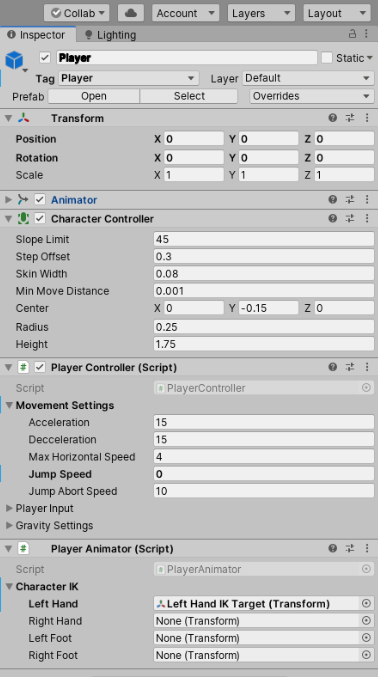 Collab Account Layers Layout
Inspector Lighting
Player Static
Tag Player Layer Default
Prefab Open Select Overrides
Transform
Position X 0 Y 0 Z 0
Rotation X 0 Y 0 Z 0
Scale X 1 Y 1 Z 1
Animator
Character Controller
Slope Limit 45
Step Offset 0.3
Skin Width 0.08
Min Move Distance 0.001
Center X 0 Y -0.15 Z 0
Radius 0.25
Height 1.75
Player Controller (Script)
Script PlayerController
Movement Settings
Acceleration 15
Decceleration 15
Max Horizontal Speed 4
Jump Speed 0
Jump Abort Speed 10
Player Input
Gravity Settings
Player Animator (Script)
Script PlayerAnimator
Character IK
Left Hand Left Hand IK Target (Transform)
Right Hand None (Transform)
Left Foot None (Transform)
Right Foot None (Transform)